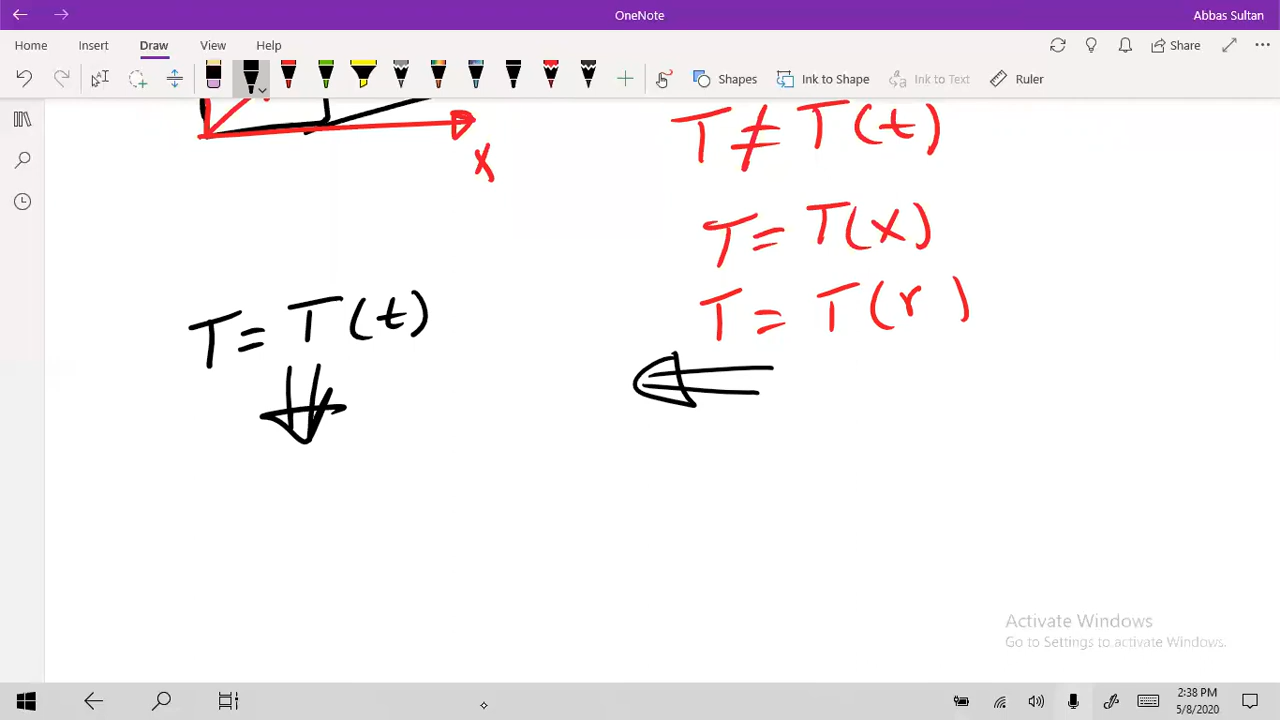 OneNote
Abbas Sultan
Home
Insert
Draw
View
Help
Share
Shapes
Ink to Shape
Ink to Text
Ruler
T ≠ T(t)
x
T = T(x)
T = T(r )
T = T(t)
Activate Windows
Go to Settings to activate Windows.
2:38 PM
5/8/2020